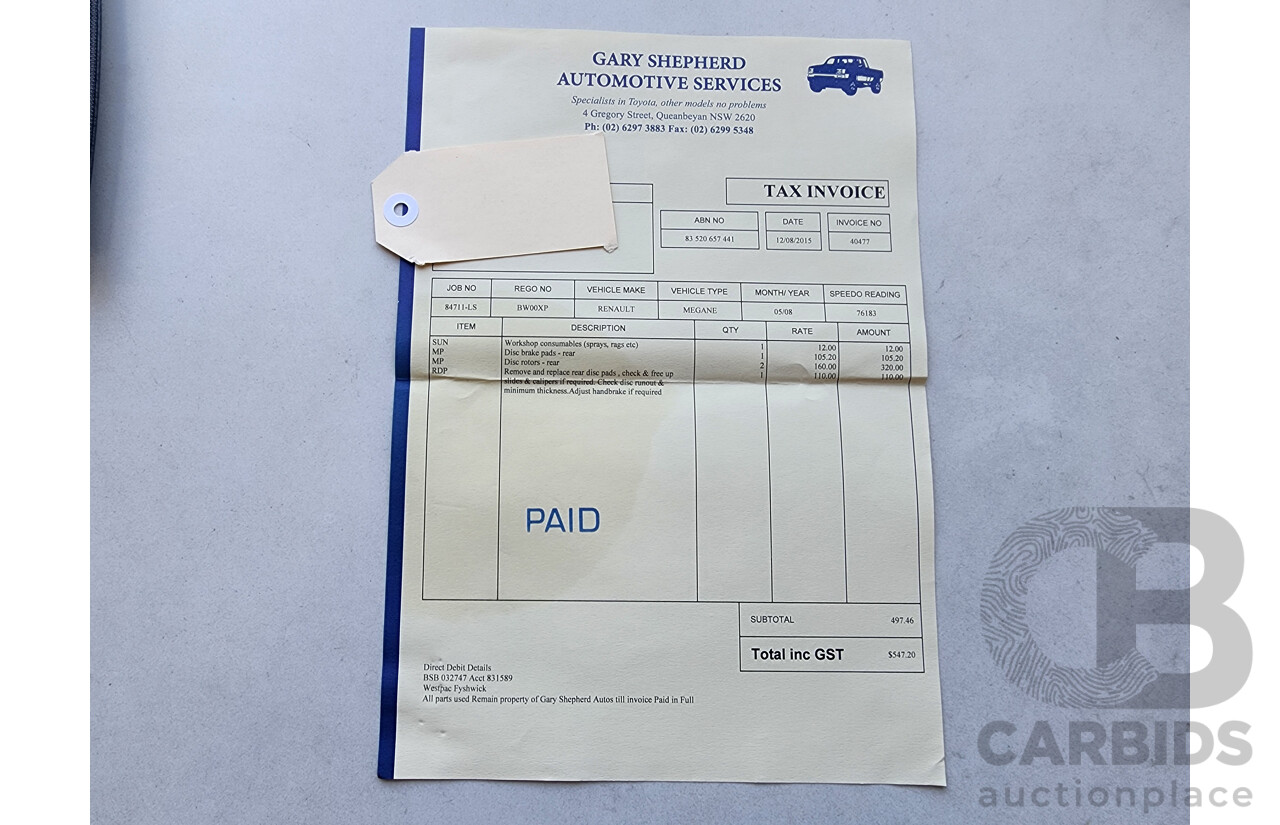 GARY SHEPHERD
AUTOMOTIVE SERVICES
Specialists in Toyota, other models no problems
4 Gregory Street, Queanbeyan NSW 2620
Ph: (02) 6297 3883 Fax: (02) 6299 5348
TAX INVOICE
ABN NO DATE INVOICE NO
83 520 657 441 12/08/2015 40477
JOB NO REGO NO VEHICLE MAKE VEHICLE TYPE MONTH/ YEAR SPEEDO READING
84711-LS BW00XP RENAULT MEGANE 05/08 76183
ITEM DESCRIPTION QTY RATE AMOUNT
SUN Workshop consumables (sprays, rags etc) 1 12.00 12.00
MP Disc brake pads - rear 1 105.20 105.20
MP Disc rotors - rear 2 160.00 320.00
RDP Remove and replace rear disc pads , check & free up 1 110.00 110.00
slides & calipers if required. Check disc runout &
minimum thickness.Adjust handbrake if required
PAID
SUBTOTAL 497.46
Total inc GST $547.20
Direct Debit Details
BSB 032747 Acct 831589
Westpac Fyshwick
All parts used Remain property of Gary Shepherd Autos till invoice Paid in Full
CB
CARBIDS
auctionplace